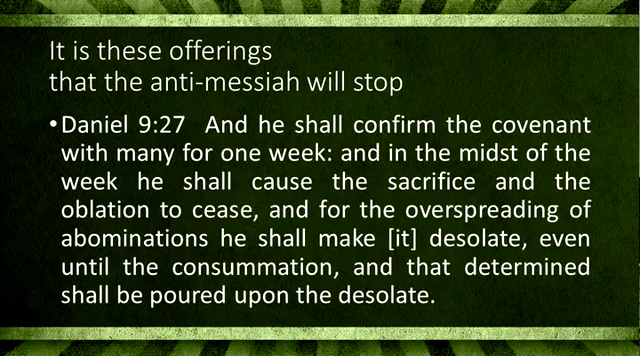 It is these offerings
that the anti-messiah will stop
•Daniel 9:27 And he shall confirm the covenant
with many for one week: and in the midst of the
week he shall cause the sacrifice and the
oblation to cease, and for the overspreading of
abominations he shall make [it] desolate, even
until the consummation, and that determined
shall be poured upon the desolate.